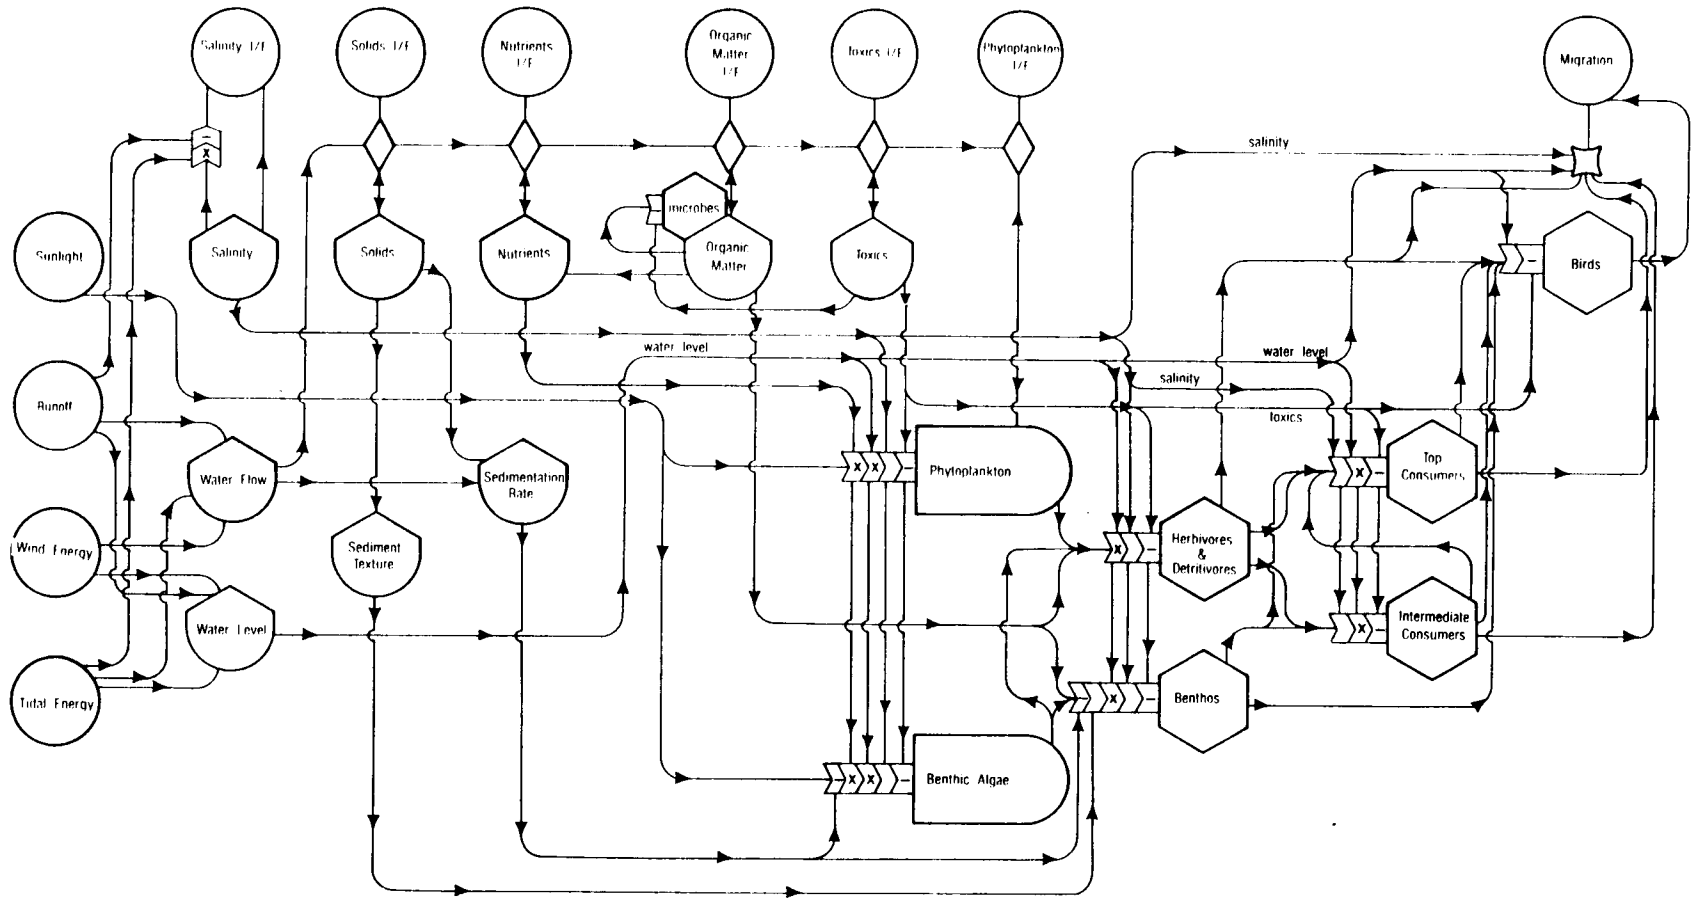 Salinity I/E
Solids I/E
Nutrients
I/E
Organic
Matter
I/E
Toxics I/E
Phytoplankton
I/E
Migration
salinity
microbes
Sunlight
Salinity
Solids
Nutrients
Organic
Matter
Toxics
Birds
water level
water level
salinity
toxics
Runoff
Water Flow
Sedimentation
Rate
Phytoplankton
Top
Consumers
Wind Energy
Sediment
Texture
Herbivores
&
Detritivores
Water Level
Intermediate
Consumers
Tidal Energy
Benthos
Benthic Algae